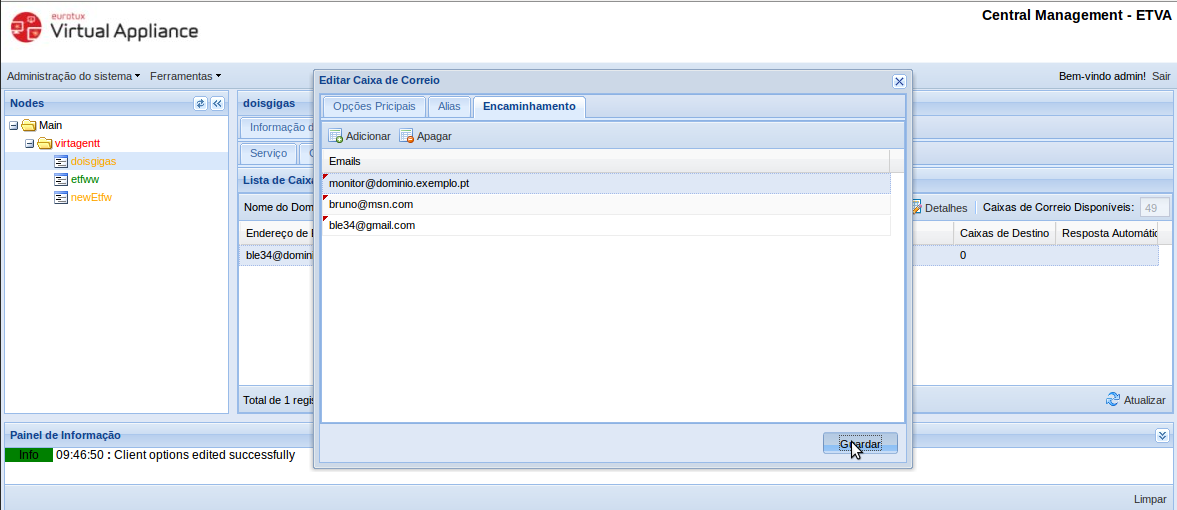 eurotux
Virtual Appliance
Central Management - ETVA
Administração do sistema Ferramentas
Bem-vindo admin! Sair
Nodes
Main
virtagentt
doisgigas
etfww
newEtfw
doisgigas
Informação d
Serviço
Lista de Caixa
Nome do Dom
Detalhes Caixas de Correio Disponíveis: 49
Endereço de
Caixas de Destino Resposta Automátic
ble34@domini
0
Total de 1 regis
Atualizar
Editar Caixa de Correio
Opções Pricipais Alias Encaminhamento
Adicionar Apagar
Emails
monitor@dominio.exemplo.pt
bruno@msn.com
ble34@gmail.com
Guardar
Painel de Informação
Info 09:46:50 : Client options edited successfully
Limpar